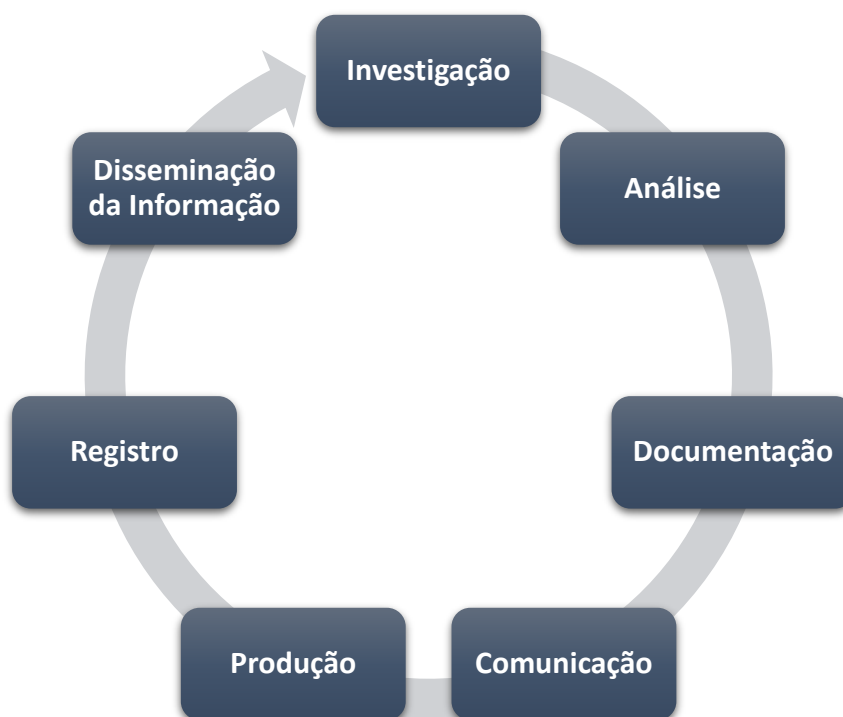 Investigação
Análise
Documentação
Comunicação
Produção
Registro
Disseminação
da Informação